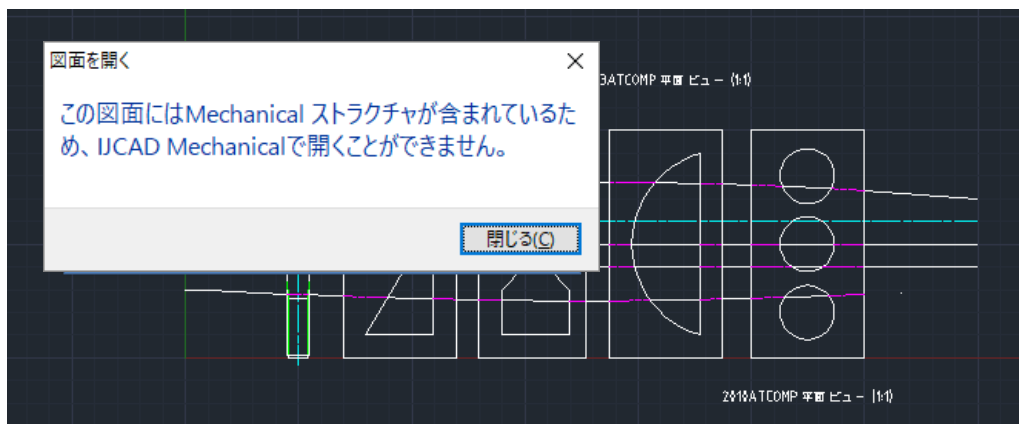 図面を開く
3ATCOMP 平面 ビュー (1:1)
この図面にはMechanical ストラクチャが含まれているた
め、IJCAD Mechanicalで開くことができません。
閉じる(C)
2818ATCOMP 平面 ビュー (1:1)